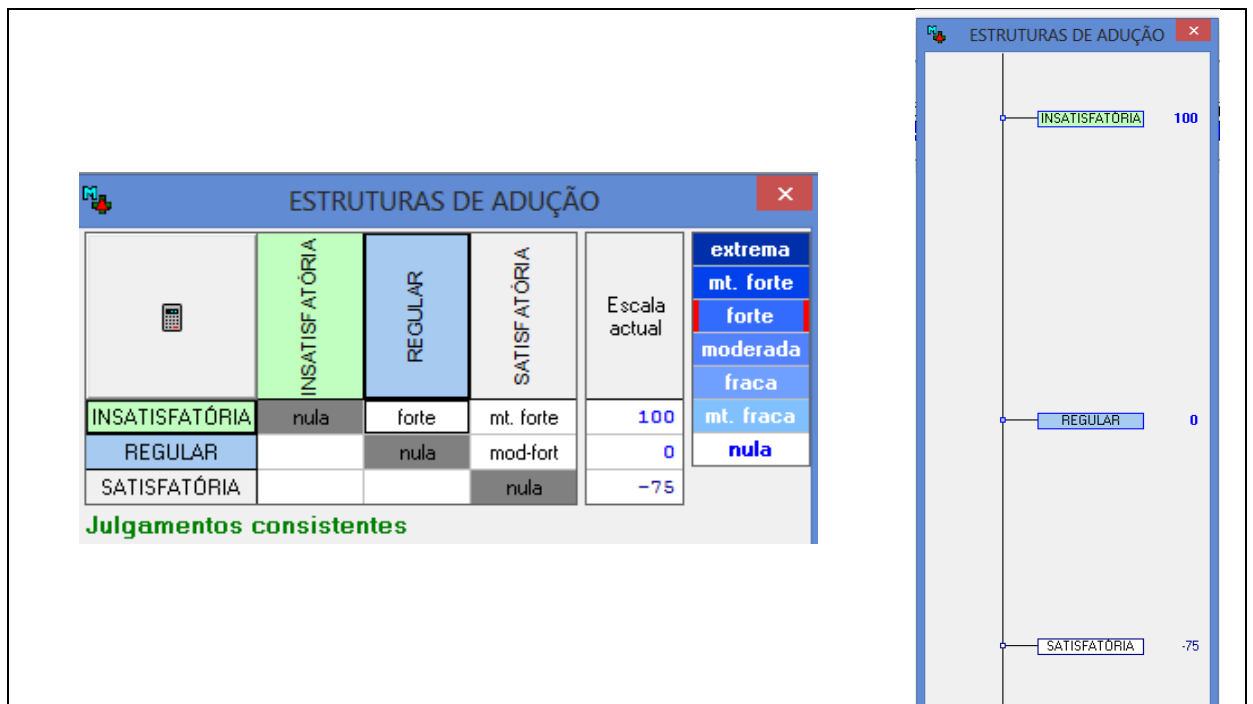 ESTRUTURAS DE ADUÇÃO
INSATISFATÓRIA REGULAR SATISFATÓRIA Escala actual
INSATISFATÓRIA nula forte mt. forte 100
REGULAR nula mod-fort 0
SATISFATÓRIA nula -75
extrema
mt. forte
forte
moderada
fraca
mt. fraca
nula
Julgamentos consistentes
ESTRUTURAS DE ADUÇÃO
INSATISFATÓRIA 100
REGULAR 0
SATISFATÓRIA -75